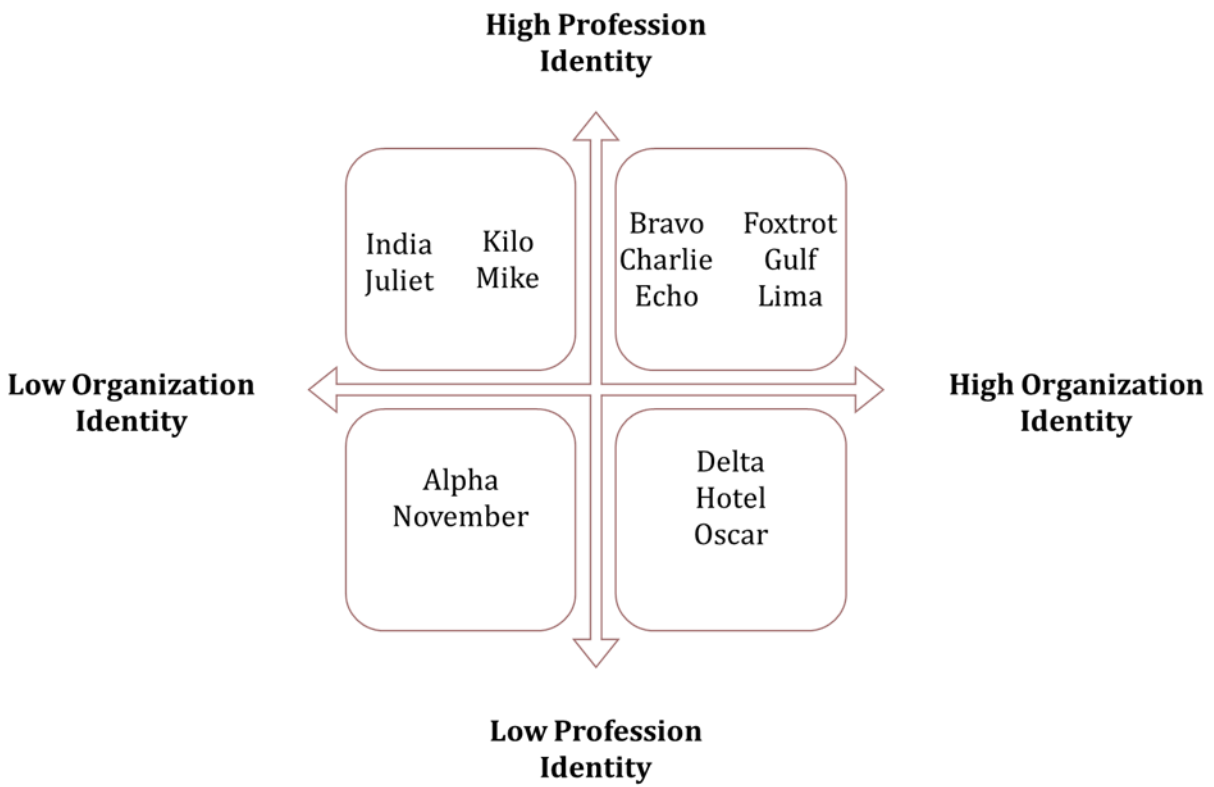 High Profession
Identity
India
Juliet
Kilo
Mike
Bravo
Charlie
Echo
Foxtrot
Gulf
Lima
Low Organization
Identity
High Organization
Identity
Alpha
November
Delta
Hotel
Oscar
Low Profession
Identity